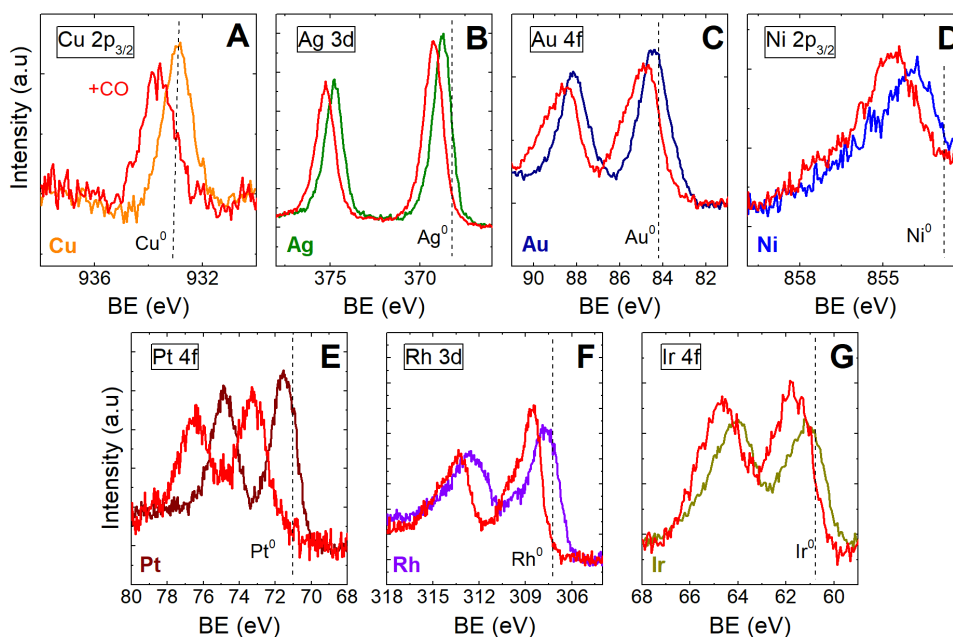 Cu 2p3/2
A
+CO
Cu
Cu0
936
932
BE (eV)
Intensity (a.u)
Ag 3d
B
Ag
Ag0
375
370
BE (eV)
Au 4f
C
Au
Au0
90
88
86
84
82
BE (eV)
Ni 2p3/2
D
Ni
Ni0
858
855
BE (eV)
Pt 4f
E
Pt
Pt0
80
78
76
74
72
70
68
BE (eV)
Intensity (a.u)
Rh 3d
F
Rh
Rh0
318
315
312
309
306
BE (eV)
Ir 4f
G
Ir
Ir0
68
66
64
62
60
BE (eV)